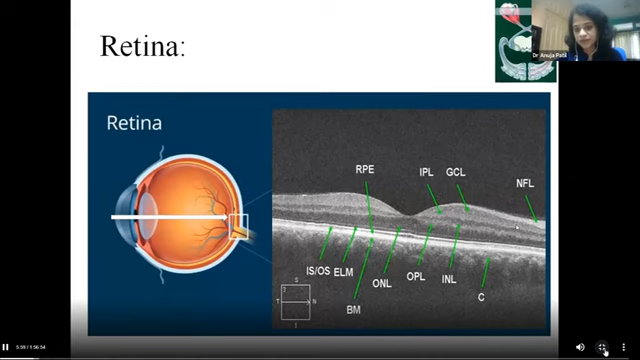 Retina:
Dr Anuja Patil
Retina
RPE
IPL
GCL
NFL
IS/OS
ELM
ONL
OPL
INL
BM
C
S
T
N
I
5:59 / 1:56:54